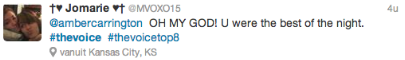 †♥ Jomarie ♥† @MVOXO15 4u
@ambercarrington OH MY GOD! U were the best of the night.
#thevoice #thevoicetop8
vanuit Kansas City, KS